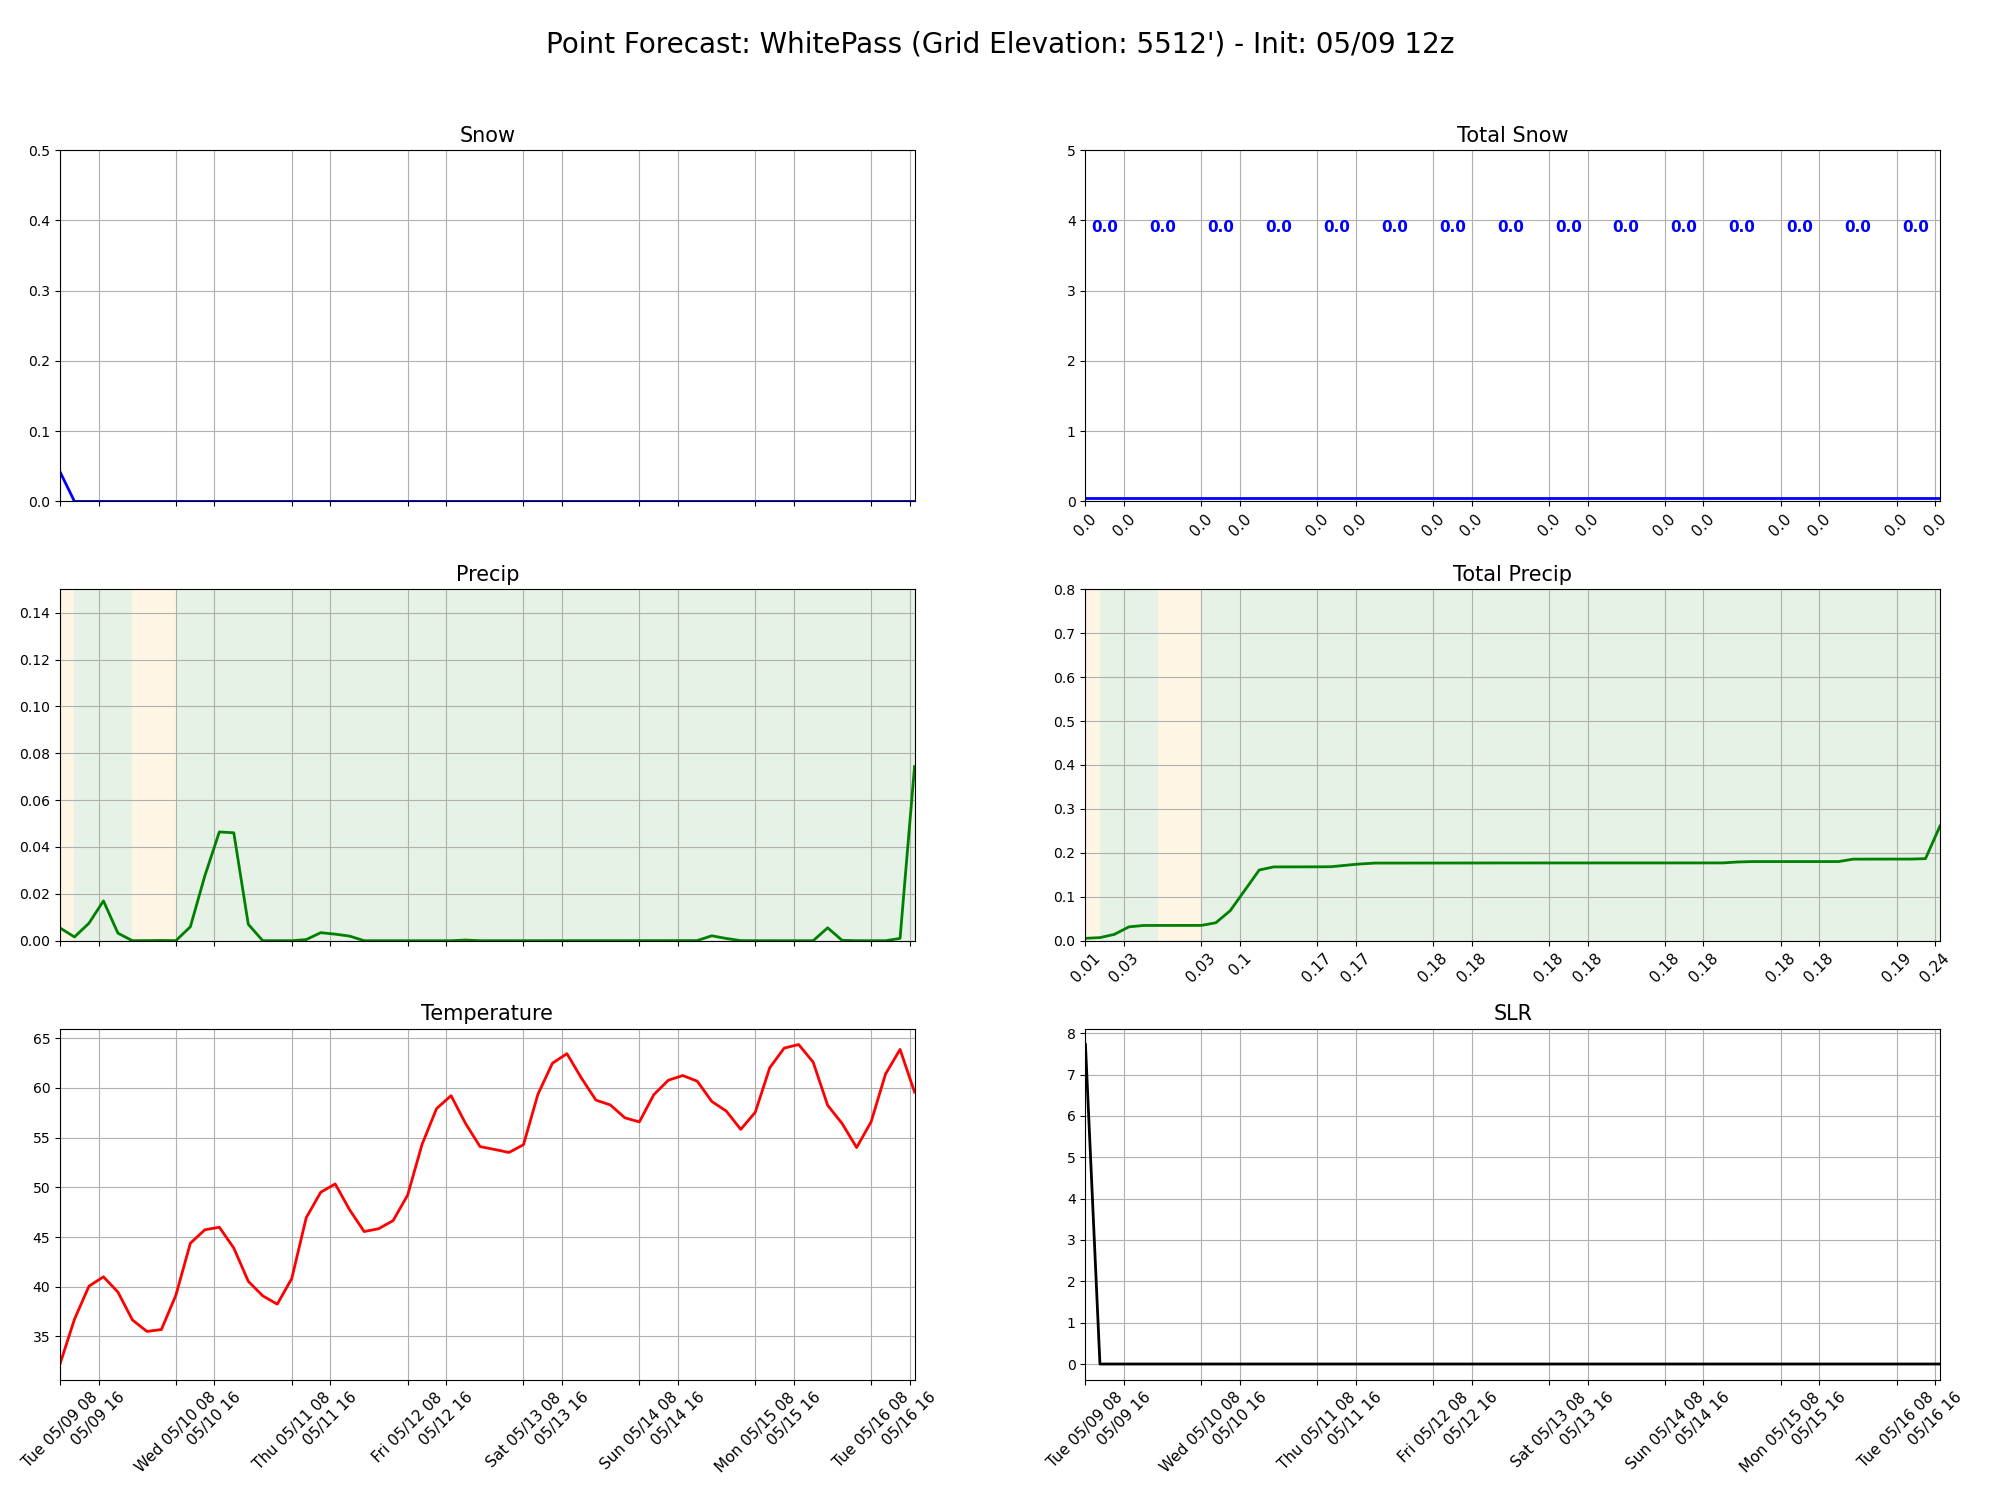 Point Forecast: WhitePass (Grid Elevation: 5512') - Init: 05/09 12z
Snow
0.5
0.4
0.3
0.2
0.1
0.0
Total Snow
5
4
3
2
1
0
0.0 0.0 0.0 0.0 0.0 0.0 0.0 0.0 0.0 0.0 0.0 0.0 0.0 0.0 0.0
0.0 0.0 0.0 0.0 0.0 0.0 0.0 0.0 0.0 0.0 0.0 0.0 0.0 0.0 0.0 0.0
Precip
0.14
0.12
0.10
0.08
0.06
0.04
0.02
0.00
Total Precip
0.8
0.7
0.6
0.5
0.4
0.3
0.2
0.1
0.0
0.01 0.03 0.03 0.1 0.17 0.17 0.18 0.18 0.18 0.18 0.18 0.18 0.18 0.18 0.19 0.24
Temperature
65
60
55
50
45
40
35
Tue 05/09 08
05/09 16
Wed 05/10 08
05/10 16
Thu 05/11 08
05/11 16
Fri 05/12 08
05/12 16
Sat 05/13 08
05/13 16
Sun 05/14 08
05/14 16
Mon 05/15 08
05/15 16
Tue 05/16 08
05/16 16
SLR
8
7
6
5
4
3
2
1
0
Tue 05/09 08
05/09 16
Wed 05/10 08
05/10 16
Thu 05/11 08
05/11 16
Fri 05/12 08
05/12 16
Sat 05/13 08
05/13 16
Sun 05/14 08
05/14 16
Mon 05/15 08
05/15 16
Tue 05/16 08
05/16 16